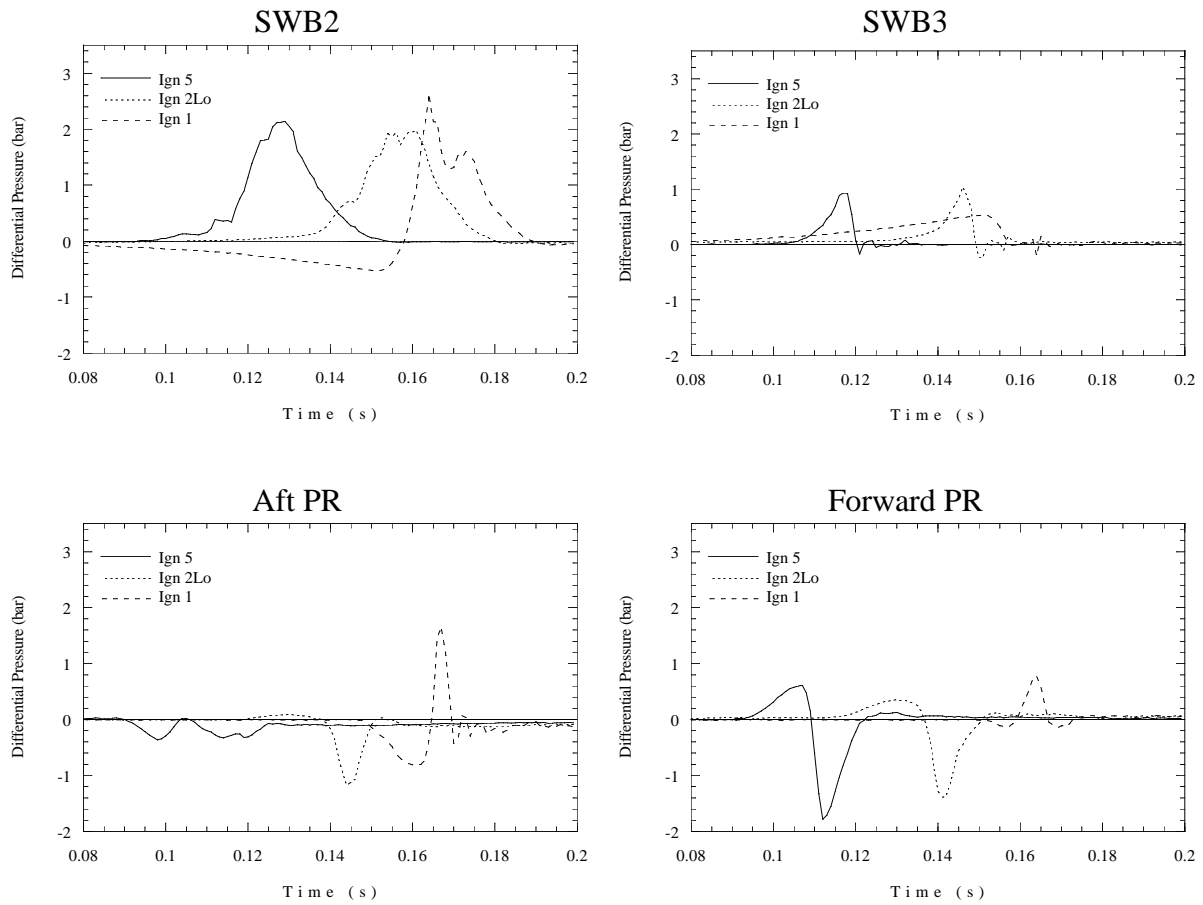 SWB2
3
2
1
0
-1
-2
Differential Pressure (bar)
Ign 5
Ign 2Lo
Ign 1
0.08 0.1 0.12 0.14 0.16 0.18 0.2
Time (s)
SWB3
3
2
1
0
-1
-2
Differential Pressure (bar)
Ign 5
Ign 2Lo
Ign 1
0.08 0.1 0.12 0.14 0.16 0.18 0.2
Time (s)
Aft PR
3
2
1
0
-1
-2
Differential Pressure (bar)
Ign 5
Ign 2Lo
Ign 1
0.08 0.1 0.12 0.14 0.16 0.18 0.2
Time (s)
Forward PR
3
2
1
0
-1
-2
Differential Pressure (bar)
Ign 5
Ign 2Lo
Ign 1
0.08 0.1 0.12 0.14 0.16 0.18 0.2
Time (s)